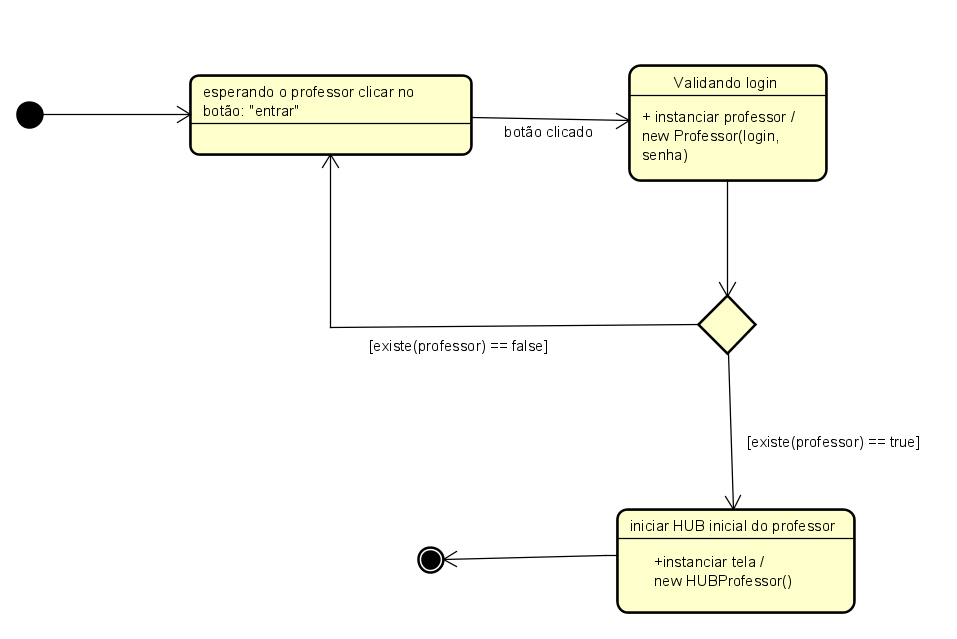 esperando o professor clicar no
botão: "entrar"
botão clicado
Validando login
+ instanciar professor /
new Professor(login,
senha)
[existe(professor) == false]
[existe(professor) == true]
iniciar HUB inicial do professor
+instanciar tela /
new HUBProfessor()